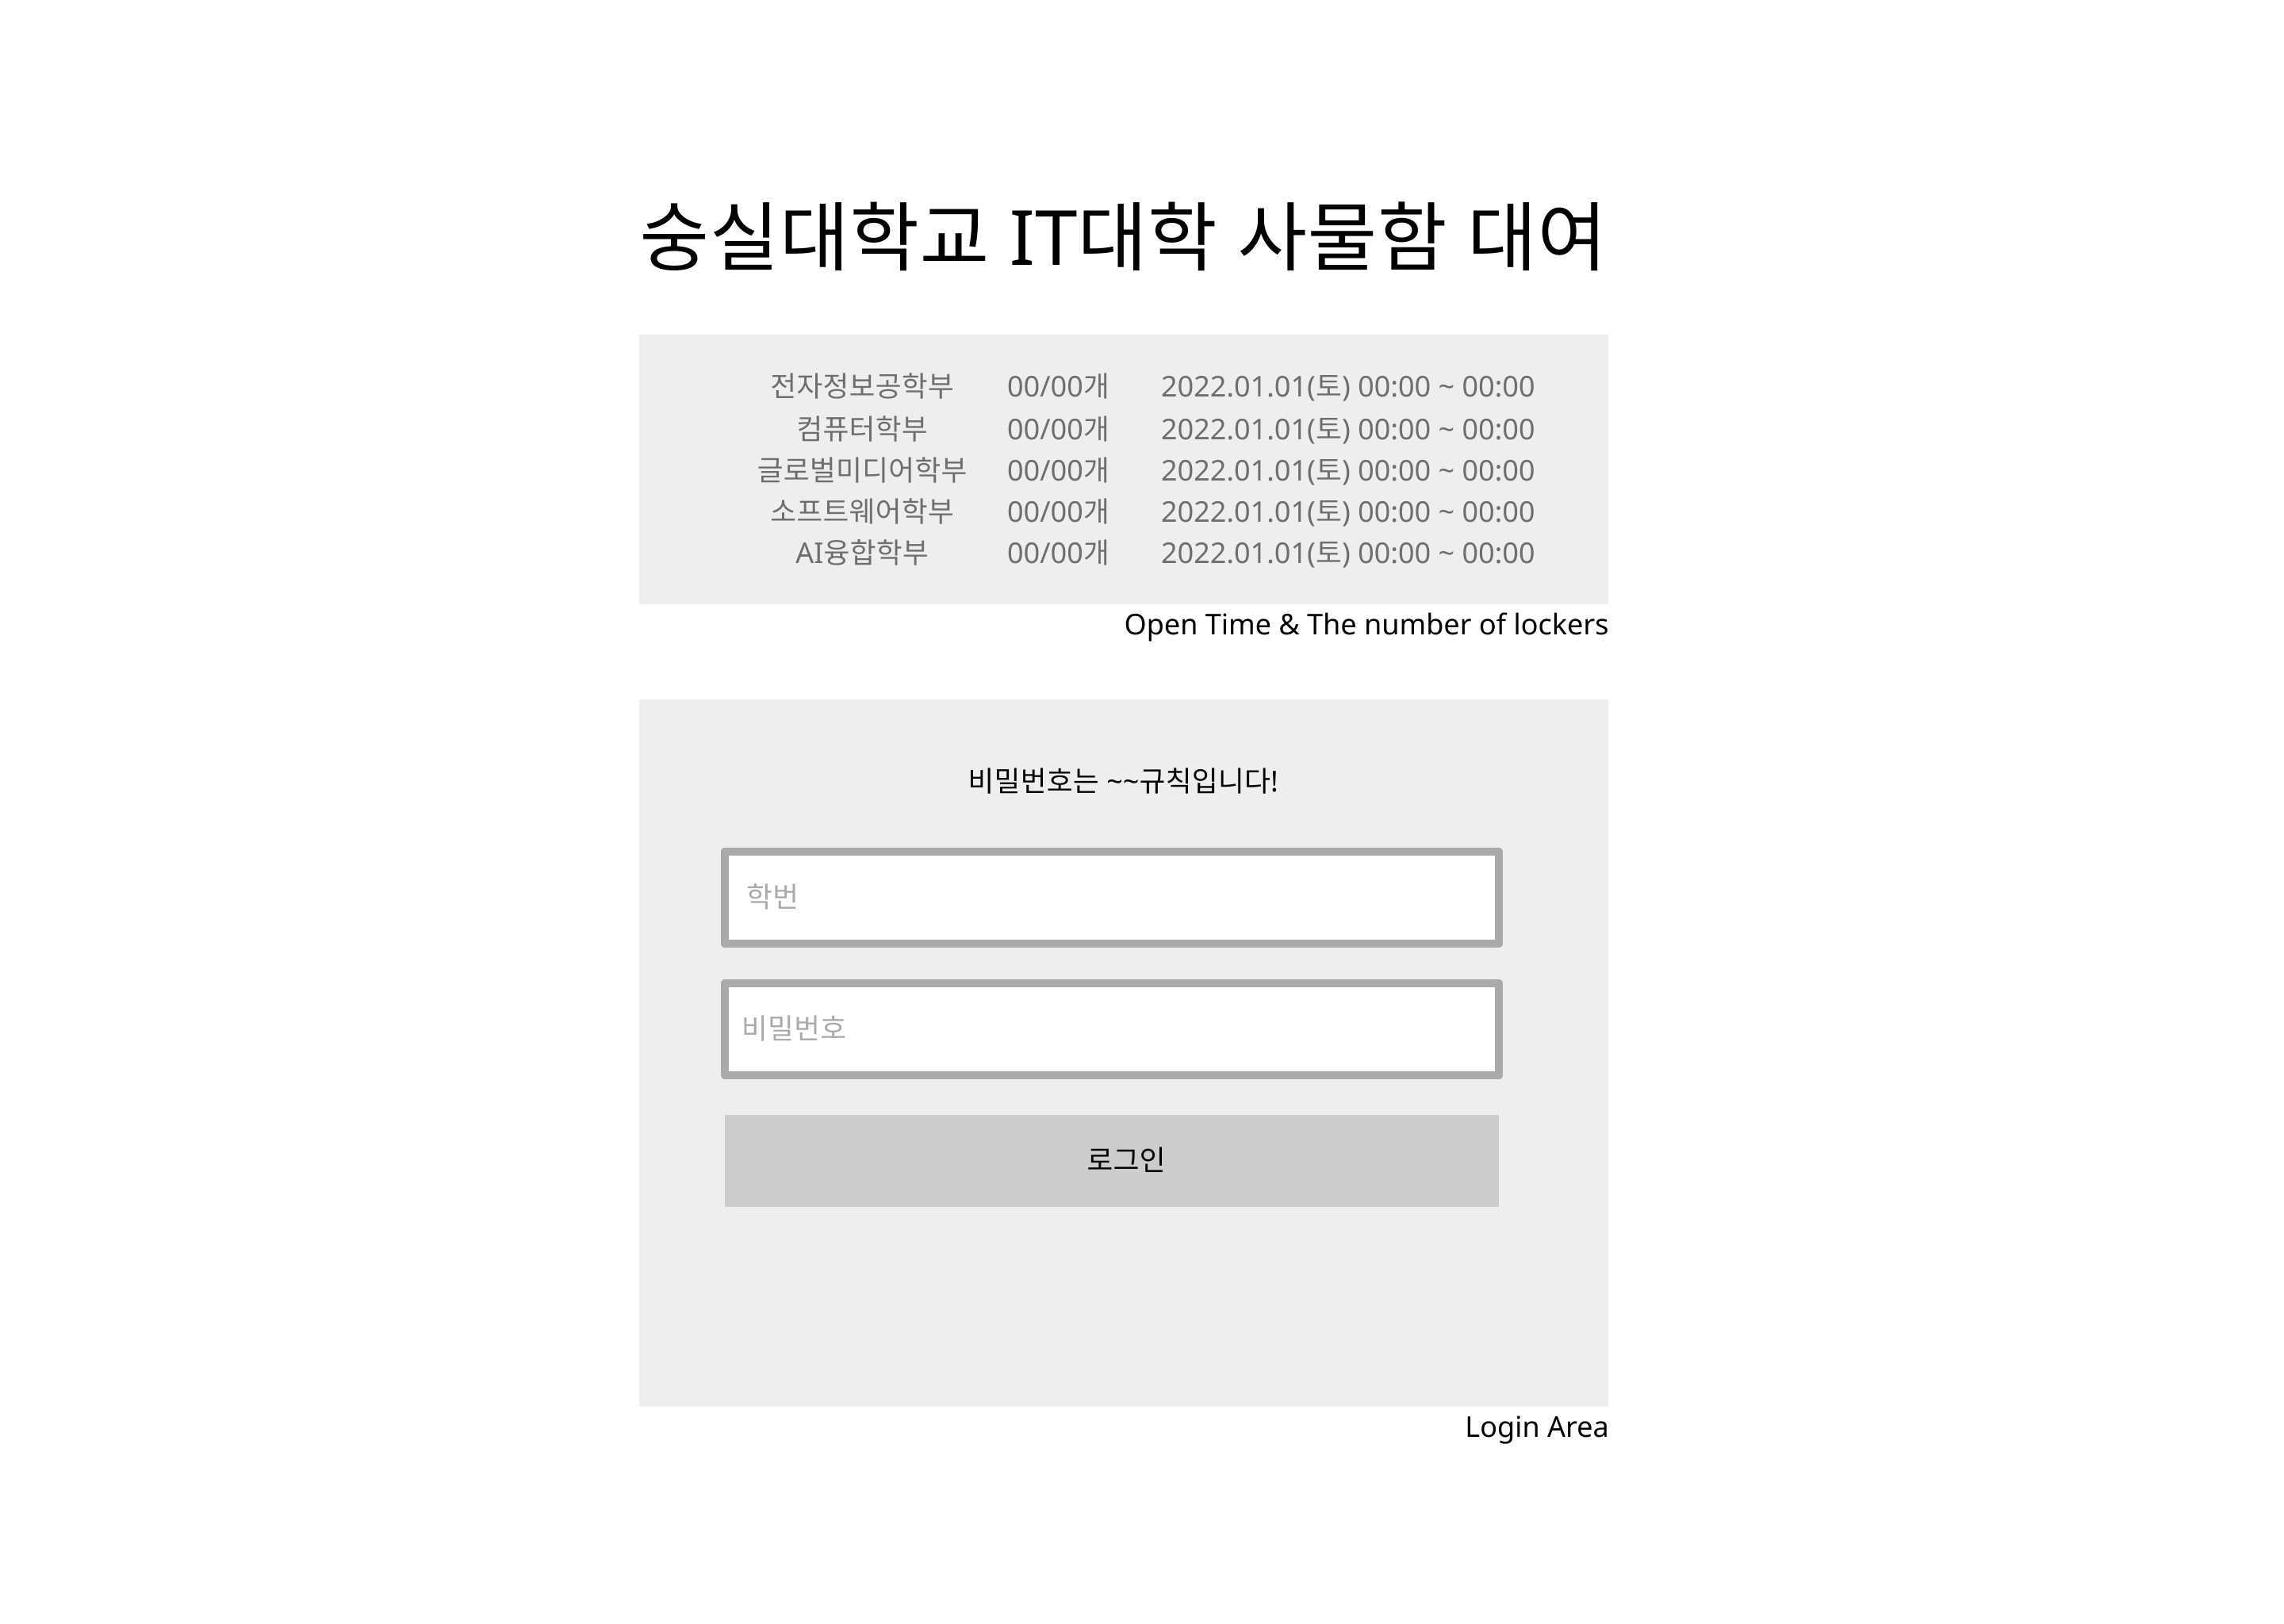 숭실대학교 IT대학 사물함 대여
전자정보공학부 00/00개 2022.01.01(토) 00:00 ~ 00:00
컴퓨터학부 00/00개 2022.01.01(토) 00:00 ~ 00:00
글로벌미디어학부 00/00개 2022.01.01(토) 00:00 ~ 00:00
소프트웨어학부 00/00개 2022.01.01(토) 00:00 ~ 00:00
AI융합학부 00/00개 2022.01.01(토) 00:00 ~ 00:00
Open Time & The number of lockers
비밀번호는 ~~규칙입니다!
학번
비밀번호
로그인
Login Area